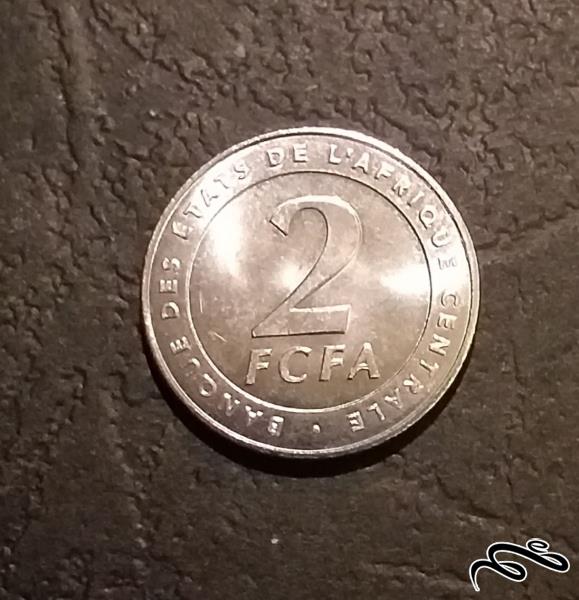 BANQUE DES ÉTATS DE L'AFRIQUE CENTRALE •
2
FCFA